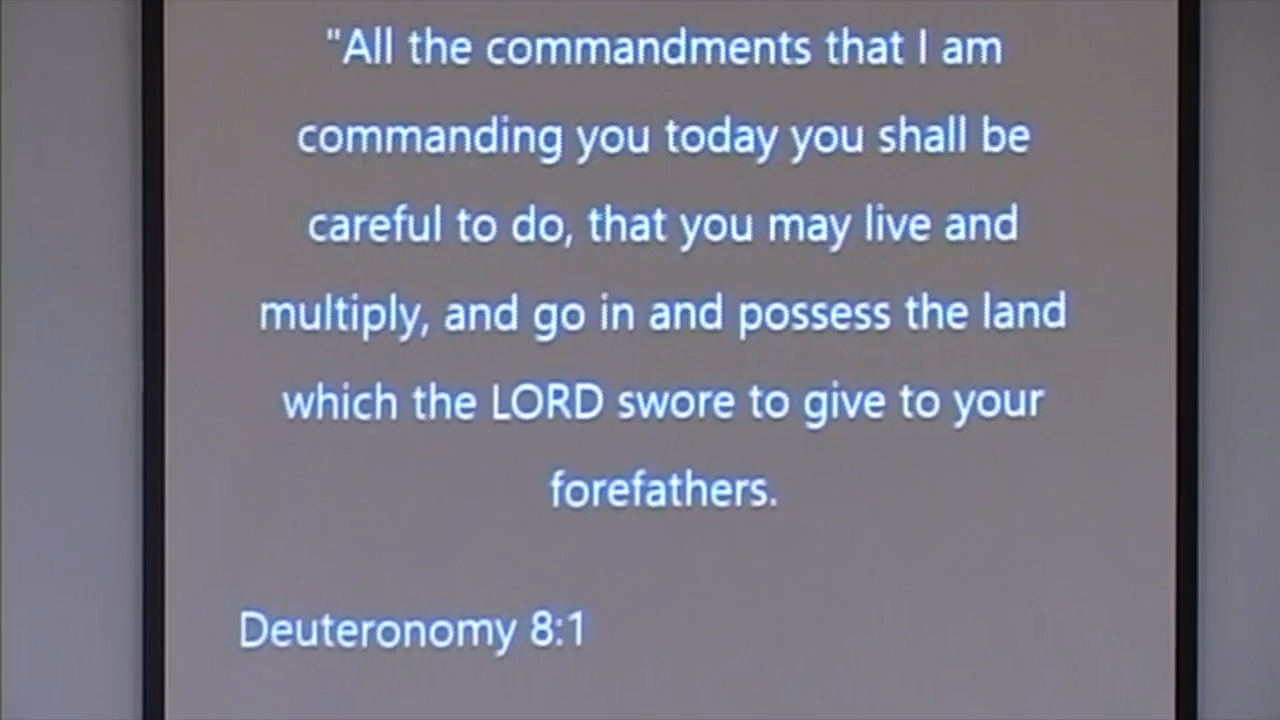 "All the commandments that I am
commanding you today you shall be
careful to do, that you may live and
multiply, and go in and possess the land
which the LORD swore to give to your
forefathers.
Deuteronomy 8:1